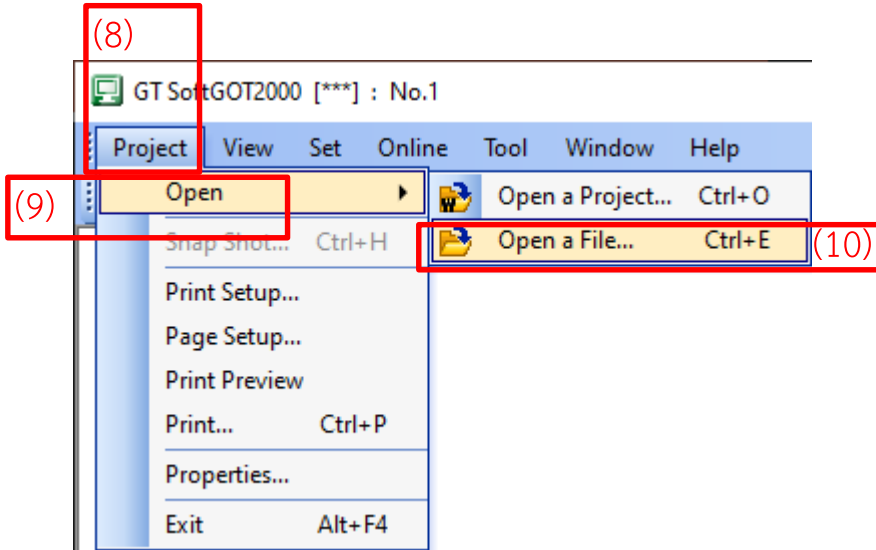 (8)
GT SoftGOT2000 [***] : No.1
Project View Set Online Tool Window Help
(9) Open Open a Project... Ctrl+O
Snap Shot... Ctrl+H Open a File... Ctrl+E (10)
Print Setup...
Page Setup...
Print Preview
Print... Ctrl+P
Properties...
Exit Alt+F4